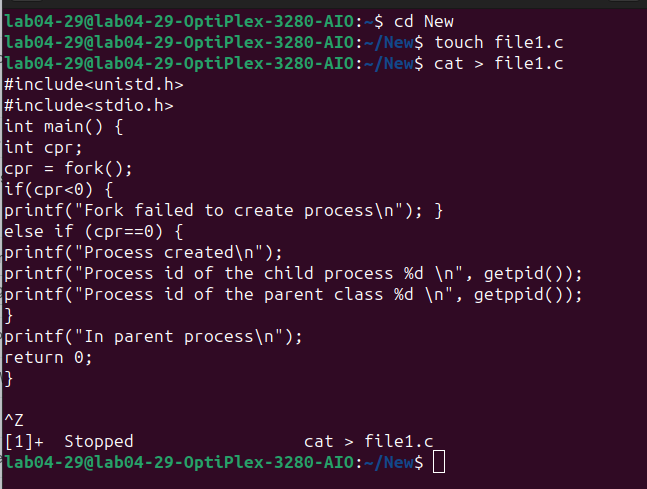 lab04-29@lab04-29-OptiPlex-3280-AIO:~$ cd New
lab04-29@lab04-29-OptiPlex-3280-AIO:~/New$ touch file1.c
lab04-29@lab04-29-OptiPlex-3280-AIO:~/New$ cat > file1.c
#include<unistd.h>
#include<stdio.h>
int main() {
int cpr;
cpr = fork();
if(cpr<0) {
printf("Fork failed to create process\n"); }
else if (cpr==0) {
printf("Process created\n");
printf("Process id of the child process %d \n", getpid());
printf("Process id of the parent class %d \n", getppid());
}
printf("In parent process\n");
return 0;
}
^Z
[1]+  Stopped                 cat > file1.c
lab04-29@lab04-29-OptiPlex-3280-AIO:~/New$